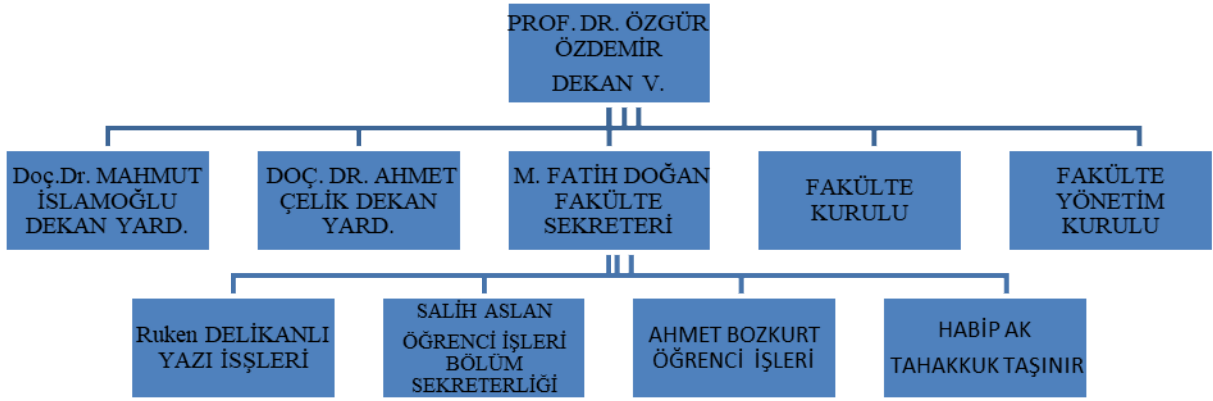 PROF. DR. ÖZGÜR
ÖZDEMİR
DEKAN V.
Doç.Dr. MAHMUT
İSLAMOĞLU
DEKAN YARD.
DOÇ. DR. AHMET
ÇELİK DEKAN
YARD.
M. FATİH DOĞAN
FAKÜLTE
SEKRETERİ
FAKÜLTE
KURULU
FAKÜLTE
YÖNETİM
KURULU
Ruken DELİKANLI
YAZI İSŞLERİ
SALİH ASLAN
ÖĞRENCİ İŞLERİ
BÖLÜM
SEKRETERLİĞİ
AHMET BOZKURT
ÖĞRENCİ İŞLERİ
HABİP AK
TAHAKKUK TAŞINIR